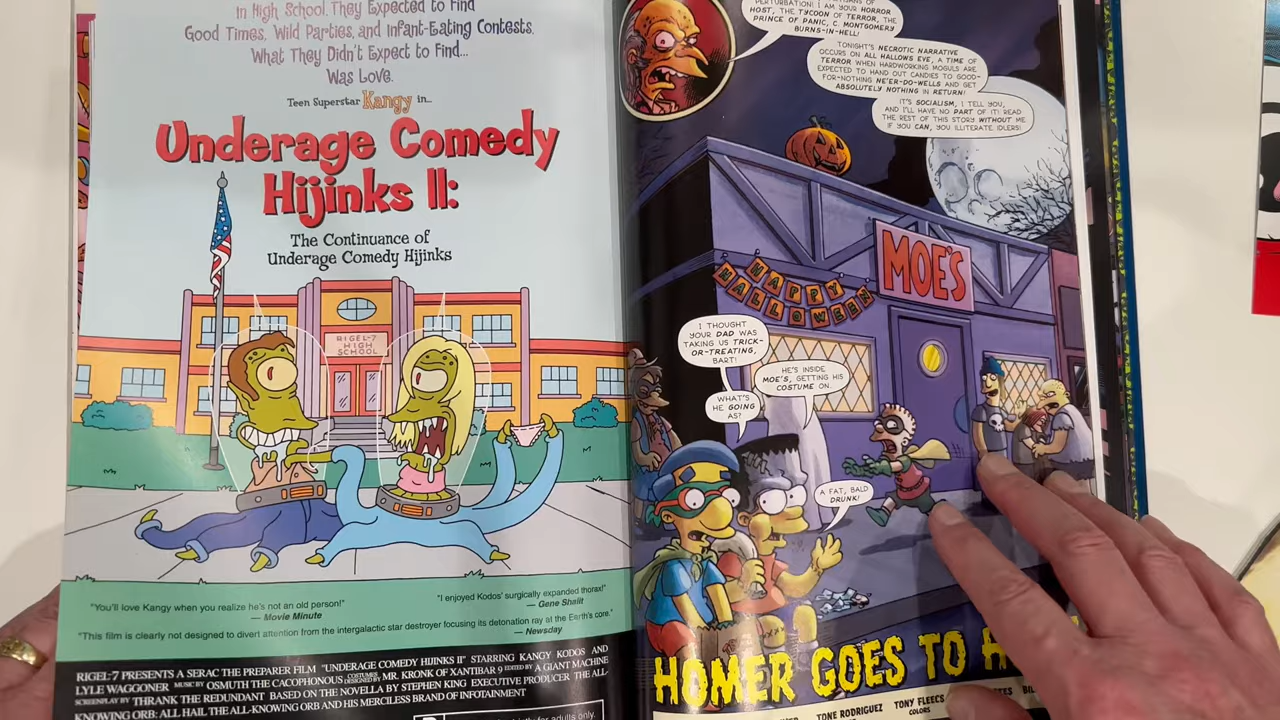 in High School. They Expected to Find
Good Times, Wild Parties, and Infant-Eating Contests.
What They Didn't Expect to Find...
Was Love.
Teen Superstar Kangy in..
Underage Comedy
Hijinks II:
The Continuance of
Underage Comedy Hijinks
RIGEL-7
HIGH
SCHOOL
"You'll love Kangy when you realize he's not an old person!"
— Movie Minute
"I enjoyed Kodos' surgically expanded thorax!"
— Gene Shalit
"This film is clearly not designed to divert attention from the intergalactic star destroyer focusing its detonation ray at the Earth's core."
— Newsday
RIGEL-7 PRESENTS A SERAC THE PREPARER FILM "UNDERAGE COMEDY HIJINKS II" STARRING KANGY KODOS AND
LYLE WAGGONER MUSIC BY OSMUTH THE CACOPHONOUS COSTUMES DESIGNED BY MR. KRONK OF XANTIBAR 9 EDITED BY A GIANT MACHINE
SCREENPLAY BY THRANK THE REDUNDANT BASED ON THE NOVELLA BY STEPHEN KING EXECUTIVE PRODUCER THE ALL-
KNOWING ORB: ALL HAIL THE ALL-KNOWING ORB AND HIS MERCILESS BRAND OF INFOTAINMENT
for adults only.
PERTURBATION! I AM YOUR HORROR
HOST, THE TYCOON OF TERROR, THE
PRINCE OF PANIC, C. MONTGOMERY
BURNS-IN-HELL!
TONIGHT'S NECROTIC NARRATIVE
OCCURS ON ALL HALLOWS EVE, A TIME OF
TERROR WHEN HARDWORKING MOGULS ARE
EXPECTED TO HAND OUT CANDIES TO GOOD-
FOR-NOTHING NE'ER-DO-WELLS AND GET
ABSOLUTELY NOTHING IN RETURN!
IT'S SOCIALISM, I TELL YOU,
AND I'LL HAVE NO PART OF IT! READ
THE REST OF THIS STORY WITHOUT ME
IF YOU CAN, YOU ILLITERATE IDLERS!
MOE'S
HAPPY
HALLOWEEN
I THOUGHT
YOUR DAD WAS
TAKING US TRICK-
OR-TREATING,
BART!
HE'S INSIDE
MOE'S, GETTING HIS
COSTUME ON.
WHAT'S
HE GOING
AS?
A FAT, BALD
DRUNK!
HOMER GOES TO H
TONE RODRIGUEZ
TONY FLEECS
COLORS